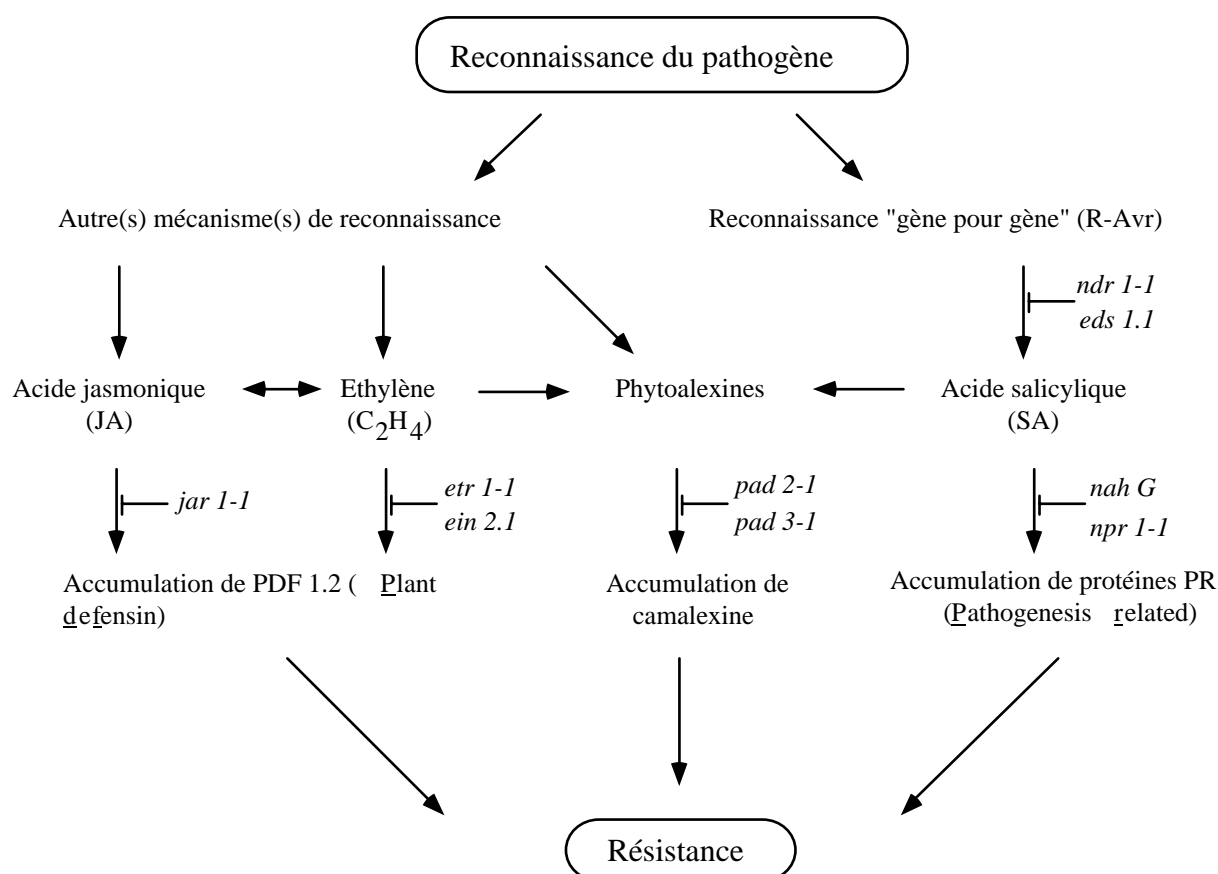 Reconnaissance du pathogène
Autre(s) mécanisme(s) de reconnaissance
Reconnaissance "gène pour gène" (R-Avr)
ndr 1-1
eds 1.1
Acide jasmonique
(JA)
Ethylène
(C2H4)
Phytoalexines
Acide salicylique
(SA)
jar 1-1
etr 1-1
ein 2.1
pad 2-1
pad 3-1
nah G
npr 1-1
Accumulation de PDF 1.2 ( Plant
defensin)
Accumulation de
camalexine
Accumulation de protéines PR
(Pathogenesis related)
Résistance